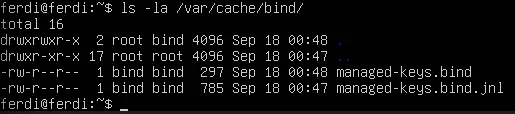 ferdi@ferdi:~$ ls -la /var/cache/bind/
total 16
drwxrwxr-x  2 root bind 4096 Sep 18 00:48 .
drwxr-xr-x 17 root root 4096 Sep 18 00:47 ..
-rw-r--r--  1 bind bind  297 Sep 18 00:48 managed-keys.bind
-rw-r--r--  1 bind bind  785 Sep 18 00:47 managed-keys.bind.jnl
ferdi@ferdi:~$ _